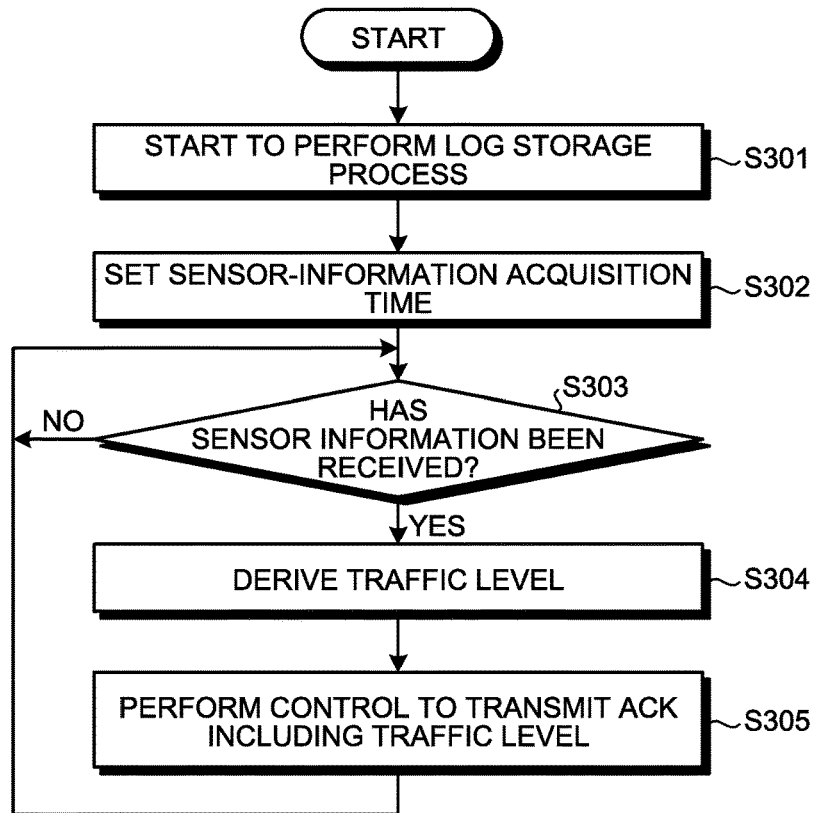 START
START TO PERFORM LOG STORAGE
PROCESS
S301
SET SENSOR-INFORMATION ACQUISITION
TIME
S302
S303
HAS
SENSOR INFORMATION BEEN
RECEIVED?
NO
YES
DERIVE TRAFFIC LEVEL
S304
PERFORM CONTROL TO TRANSMIT ACK
INCLUDING TRAFFIC LEVEL
S305